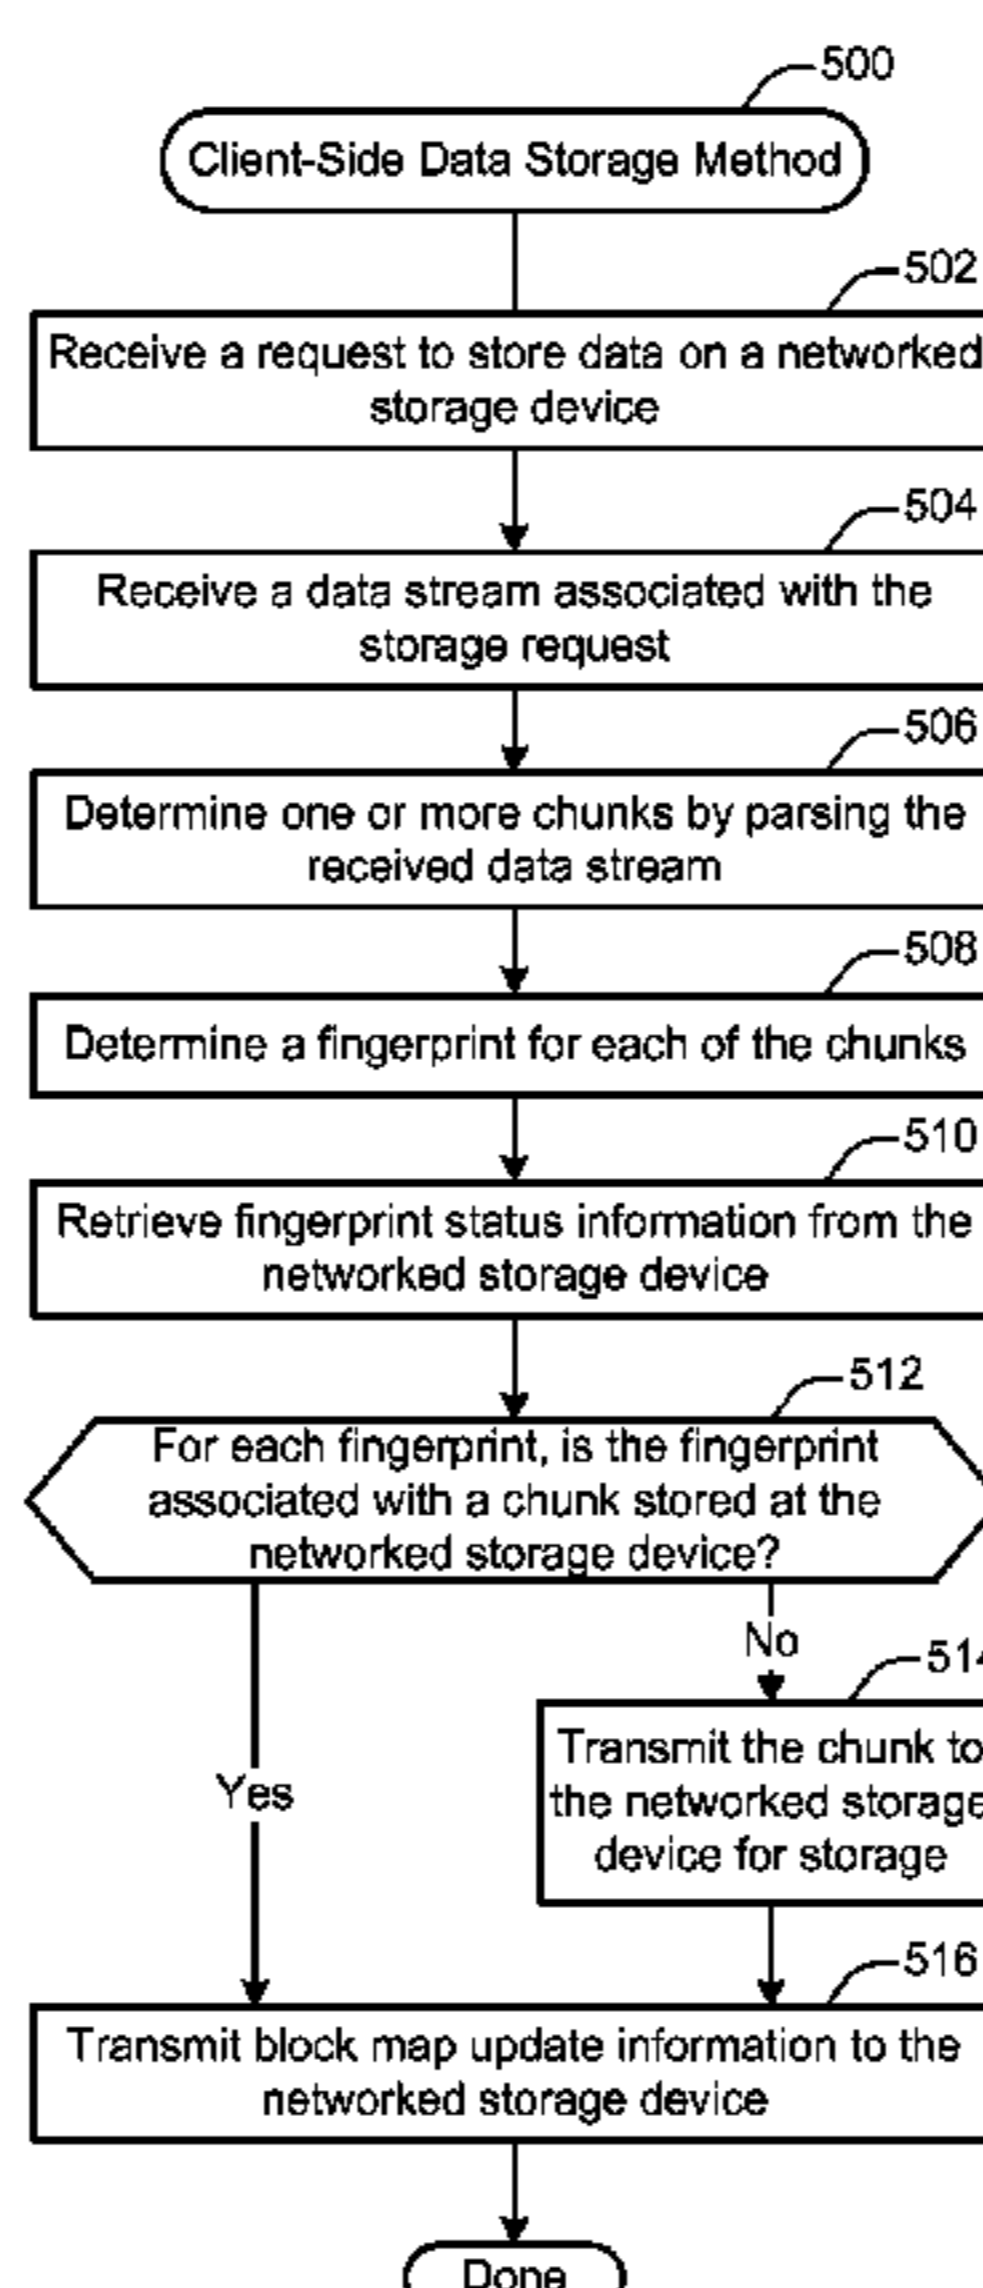 500
Client-Side Data Storage Method
502
Receive a request to store data on a networked
storage device
504
Receive a data stream associated with the
storage request
506
Determine one or more chunks by parsing the
received data stream
508
Determine a fingerprint for each of the chunks
510
Retrieve fingerprint status information from the
networked storage device
512
For each fingerprint, is the fingerprint
associated with a chunk stored at the
networked storage device?
No
514
Transmit the chunk to
the networked storage
device for storage
Yes
516
Transmit block map update information to the
networked storage device
Done